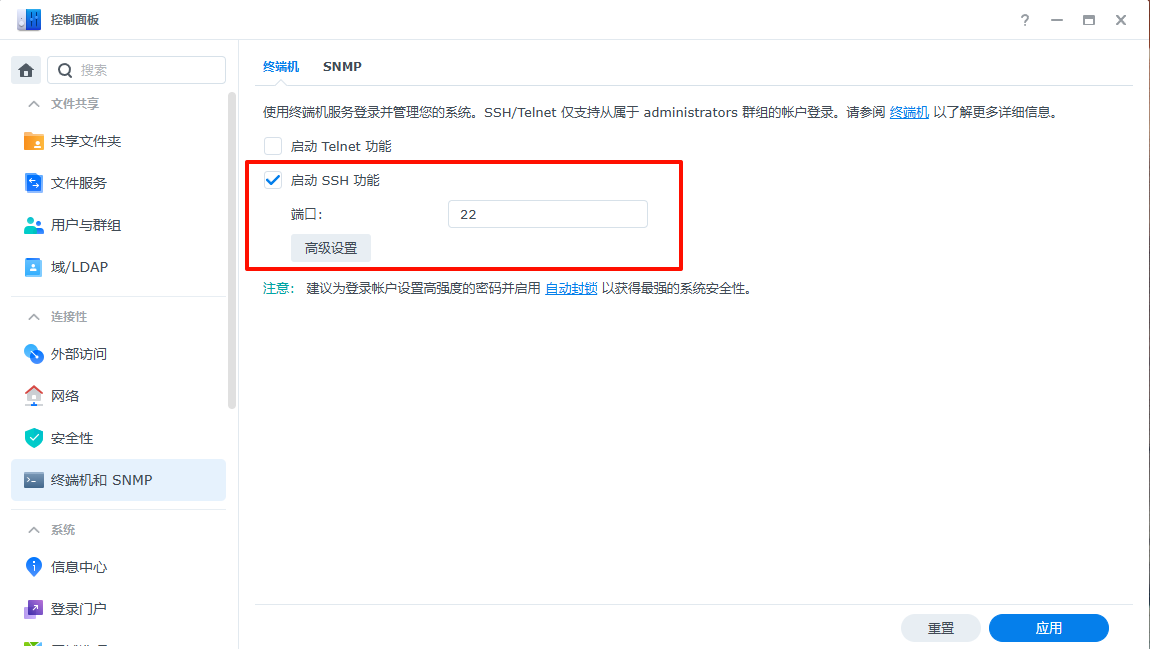 控制面板
搜索
文件共享
共享文件夹
文件服务
用户与群组
域/LDAP
连接性
外部访问
网络
安全性
终端机和 SNMP
系统
信息中心
登录门户
终端机 SNMP
使用终端机服务登录并管理您的系统。SSH/Telnet 仅支持从属于 administrators 群组的帐户登录。请参阅 终端机 以了解更多详细信息。
启动 Telnet 功能
启动 SSH 功能
端口: 22
高级设置
注意: 建议为登录帐户设置高强度的密码并启用 自动封锁 以获得最强的系统安全性。
重置 应用